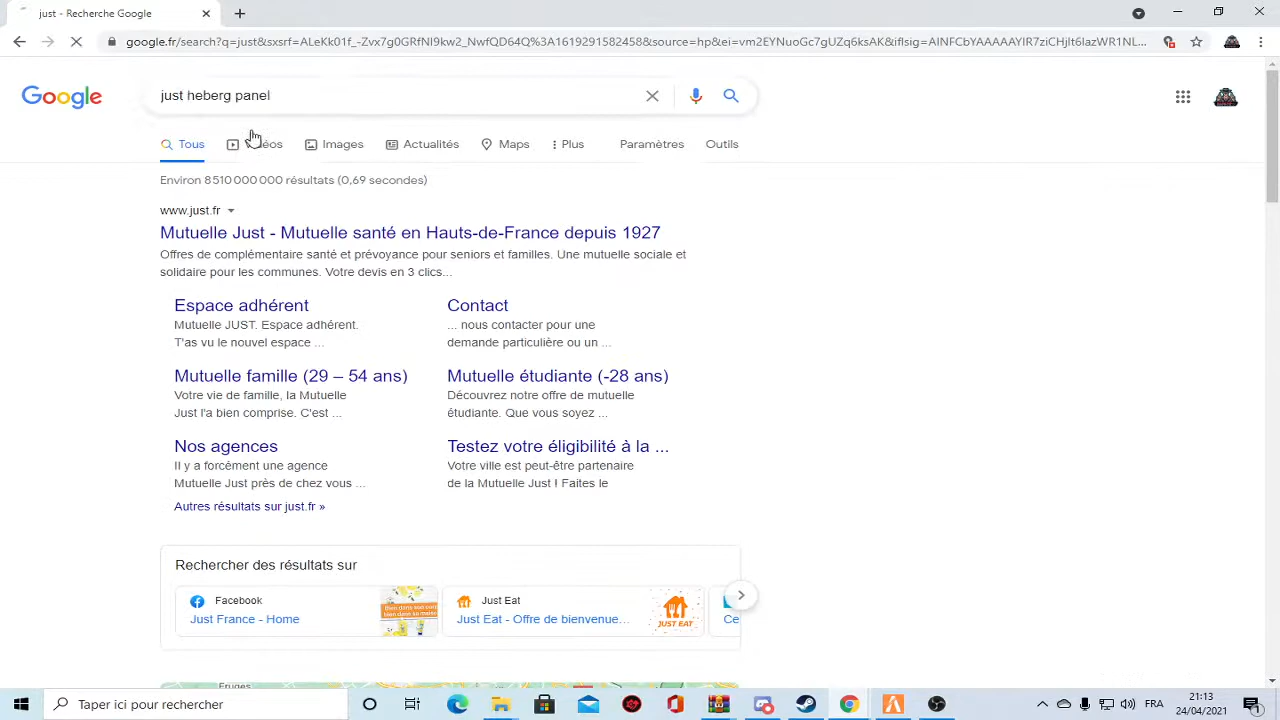 just - Recherche Google
google.fr/search?q=just&sxsrf=ALeKk01f_-Zvx7g0GRfNI9kw2_NwfQD64Q%3A1619291582458&source=hp&ei=vm2EYNuoGc7gUZq6ksAK&iflsig=AINFCbYAAAAAYIR7ziCHjlt6lazWR1NL...
Google
just heberg panel
Tous
Vidéos
Images
Actualités
Maps
Plus
Paramètres
Outils
Environ 8 510 000 000 résultats (0,69 secondes)
www.just.fr
Mutuelle Just - Mutuelle santé en Hauts-de-France depuis 1927
Offres de complémentaire santé et prévoyance pour seniors et familles. Une mutuelle sociale et
solidaire pour les communes. Votre devis en 3 clics...
Espace adhérent
Mutuelle JUST. Espace adhérent.
T'as vu le nouvel espace ...
Contact
... nous contacter pour une
demande particulière ou un ...
Mutuelle famille (29 – 54 ans)
Votre vie de famille, la Mutuelle
Just l'a bien comprise. C'est ...
Mutuelle étudiante (-28 ans)
Découvrez notre offre de mutuelle
étudiante. Que vous soyez ...
Nos agences
Il y a forcément une agence
Mutuelle Just près de chez vous ...
Testez votre éligibilité à la ...
Votre ville est peut-être partenaire
de la Mutuelle Just ! Faites le
Autres résultats sur just.fr »
Rechercher des résultats sur
Facebook
Just France - Home
Just Eat
Just Eat - Offre de bienvenue...
JUST EAT
Ce
Fruges
Taper ici pour rechercher
FRA
21:13
24/04/2021
1